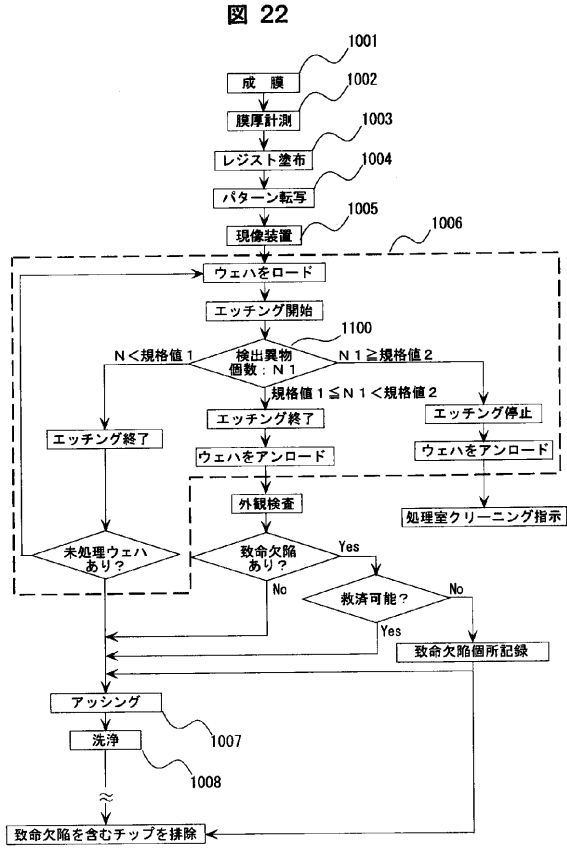 図 22
1001
成 膜
1002
膜厚計測
1003
レジスト塗布
1004
パターン転写
1005
現像装置
1006
ウェハをロード
エッチング開始
1100
検出異物
個数:N1
N<規格値1
N1≧規格値2
規格値1≦N1<規格値2
エッチング終了
エッチング停止
エッチング終了
ウェハをアンロード
ウェハをアンロード
外観検査
処理室クリーニング指示
未処理ウェハ
あり?
致命欠陥
あり?
Yes
No
救済可能?
No
Yes
致命欠陥個所記録
アッシング
1007
洗浄
1008
≈
致命欠陥を含むチップを排除